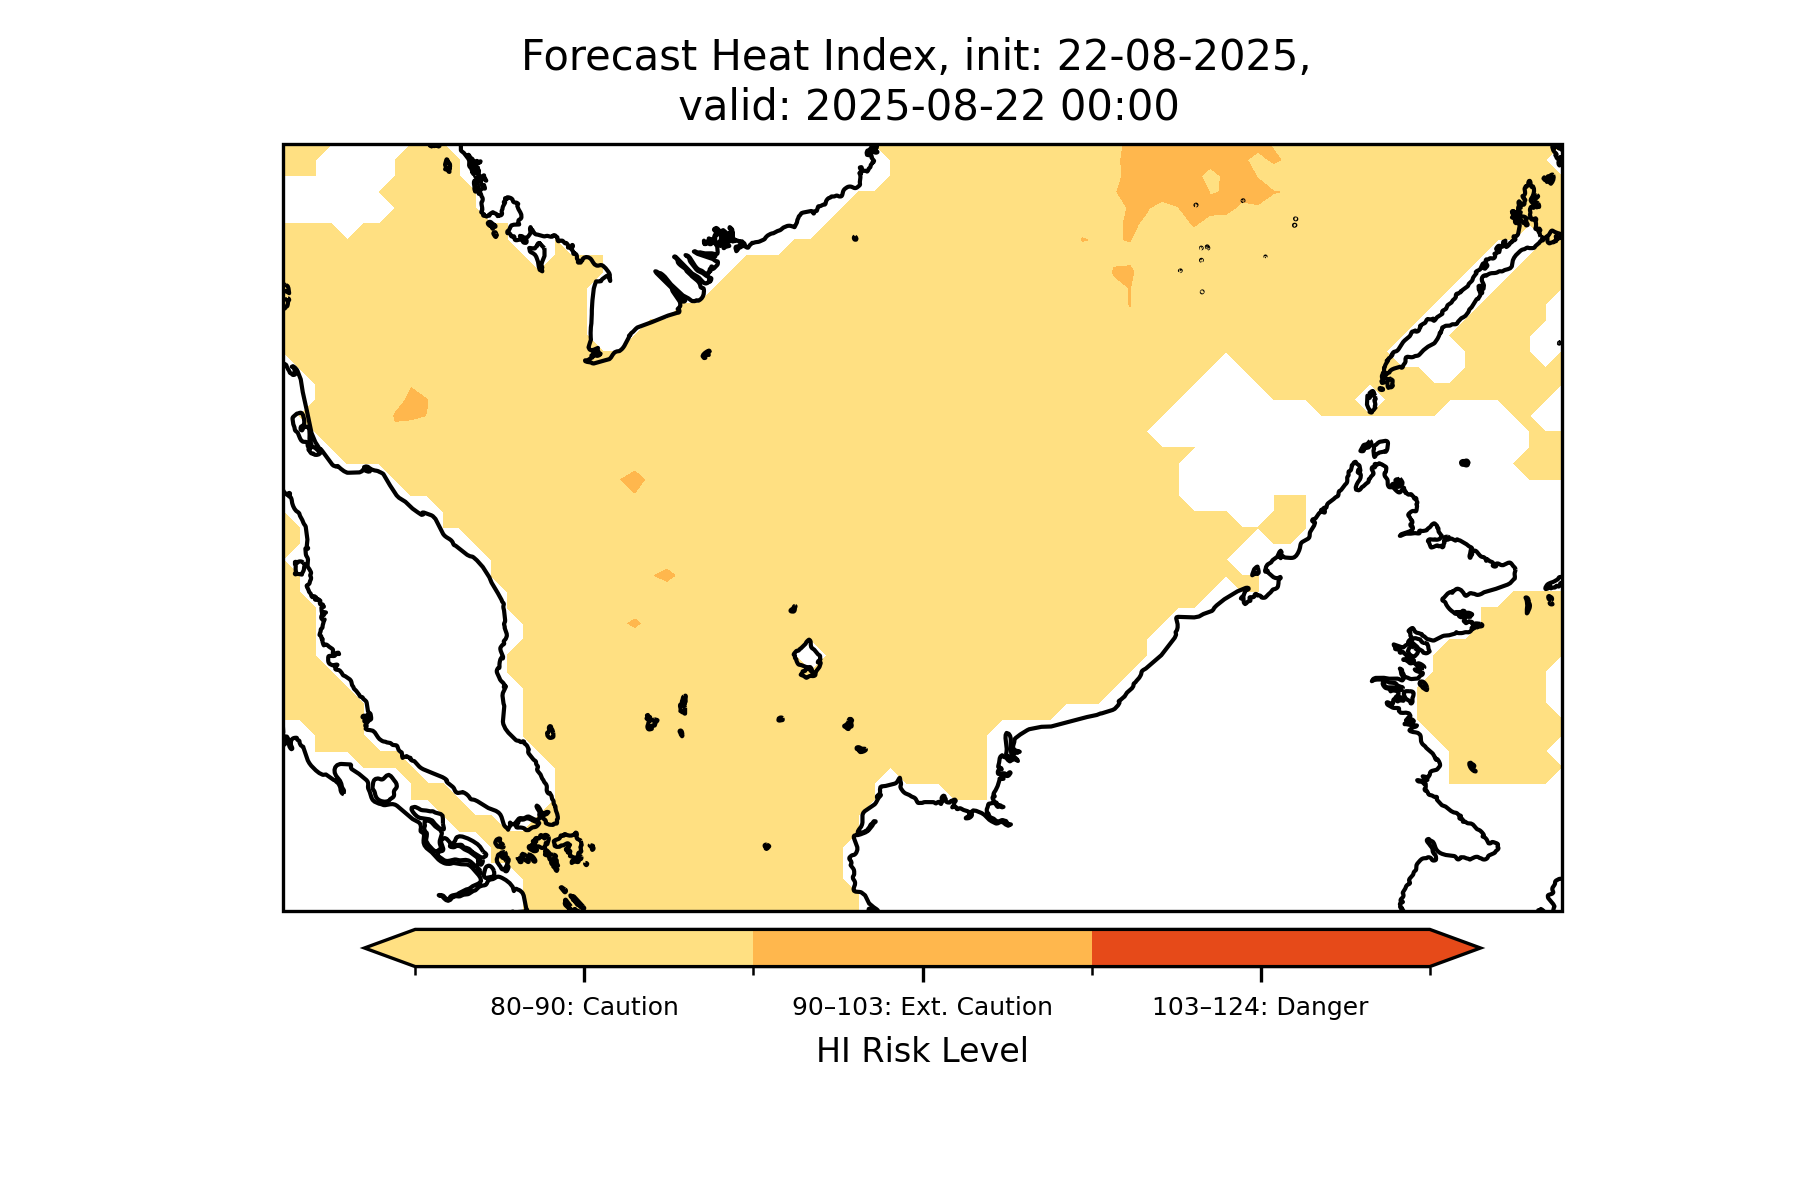 Forecast Heat Index, init: 22-08-2025,
valid: 2025-08-22 00:00
80–90: Caution
90–103: Ext. Caution
103–124: Danger
HI Risk Level